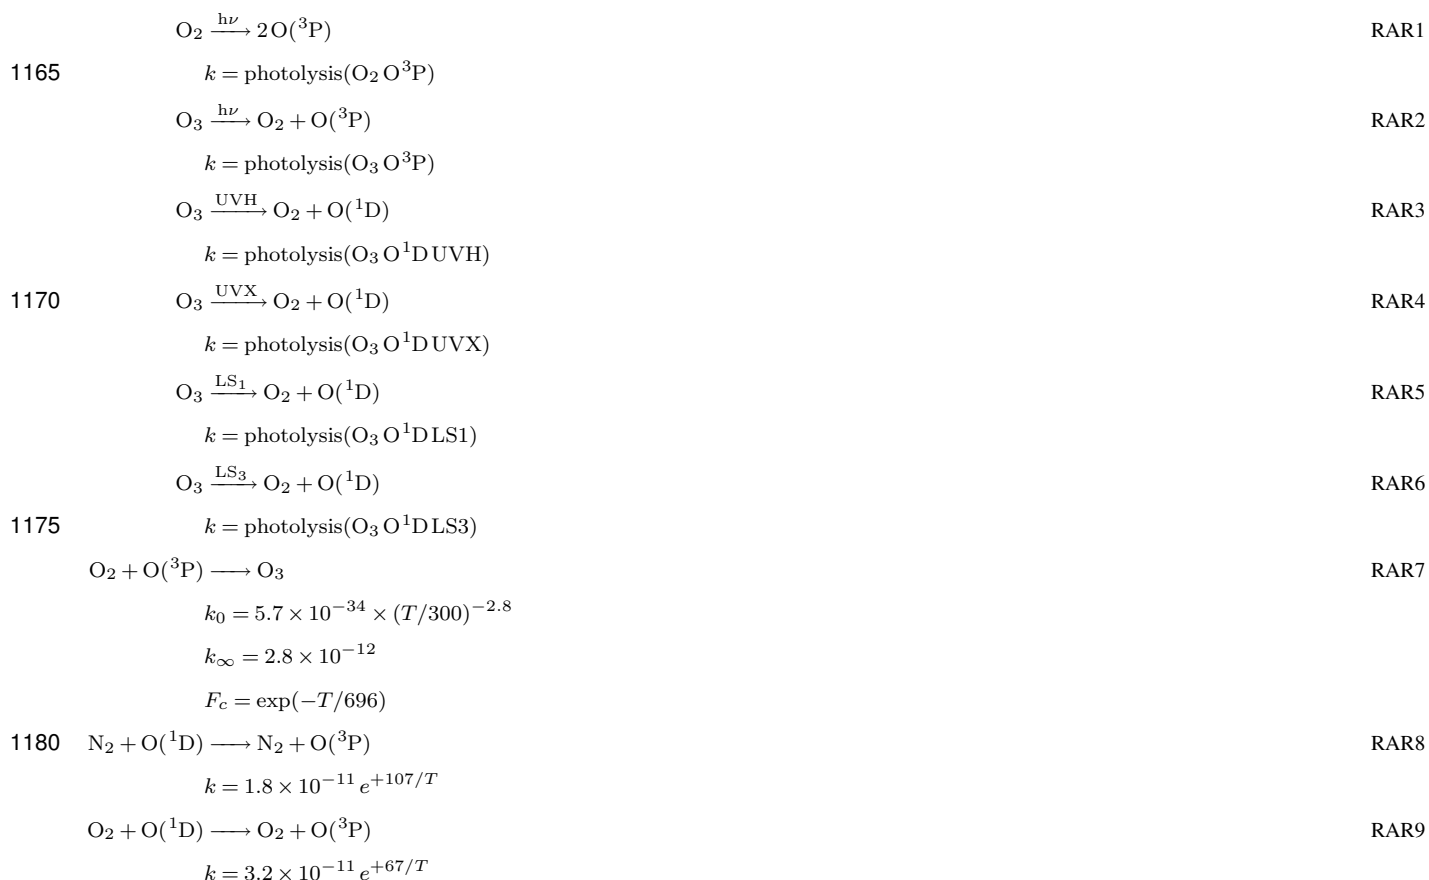 O₂ —hν→ 2 O(³P) RAR1
1165 k = photolysis(O₂ O³P)
O₃ —hν→ O₂ + O(³P) RAR2
k = photolysis(O₃ O³P)
O₃ —UVH→ O₂ + O(¹D) RAR3
k = photolysis(O₃ O¹D UVH)
1170 O₃ —UVX→ O₂ + O(¹D) RAR4
k = photolysis(O₃ O¹D UVX)
O₃ —LS₁→ O₂ + O(¹D) RAR5
k = photolysis(O₃ O¹D LS1)
O₃ —LS₃→ O₂ + O(¹D) RAR6
1175 k = photolysis(O₃ O¹D LS3)
O₂ + O(³P) ⟶ O₃ RAR7
k₀ = 5.7 × 10⁻³⁴ × (T/300)⁻²·⁸
k∞ = 2.8 × 10⁻¹²
F_c = exp(−T/696)
1180 N₂ + O(¹D) ⟶ N₂ + O(³P) RAR8
k = 1.8 × 10⁻¹¹ e^{+107/T}
O₂ + O(¹D) ⟶ O₂ + O(³P) RAR9
k = 3.2 × 10⁻¹¹ e^{+67/T}